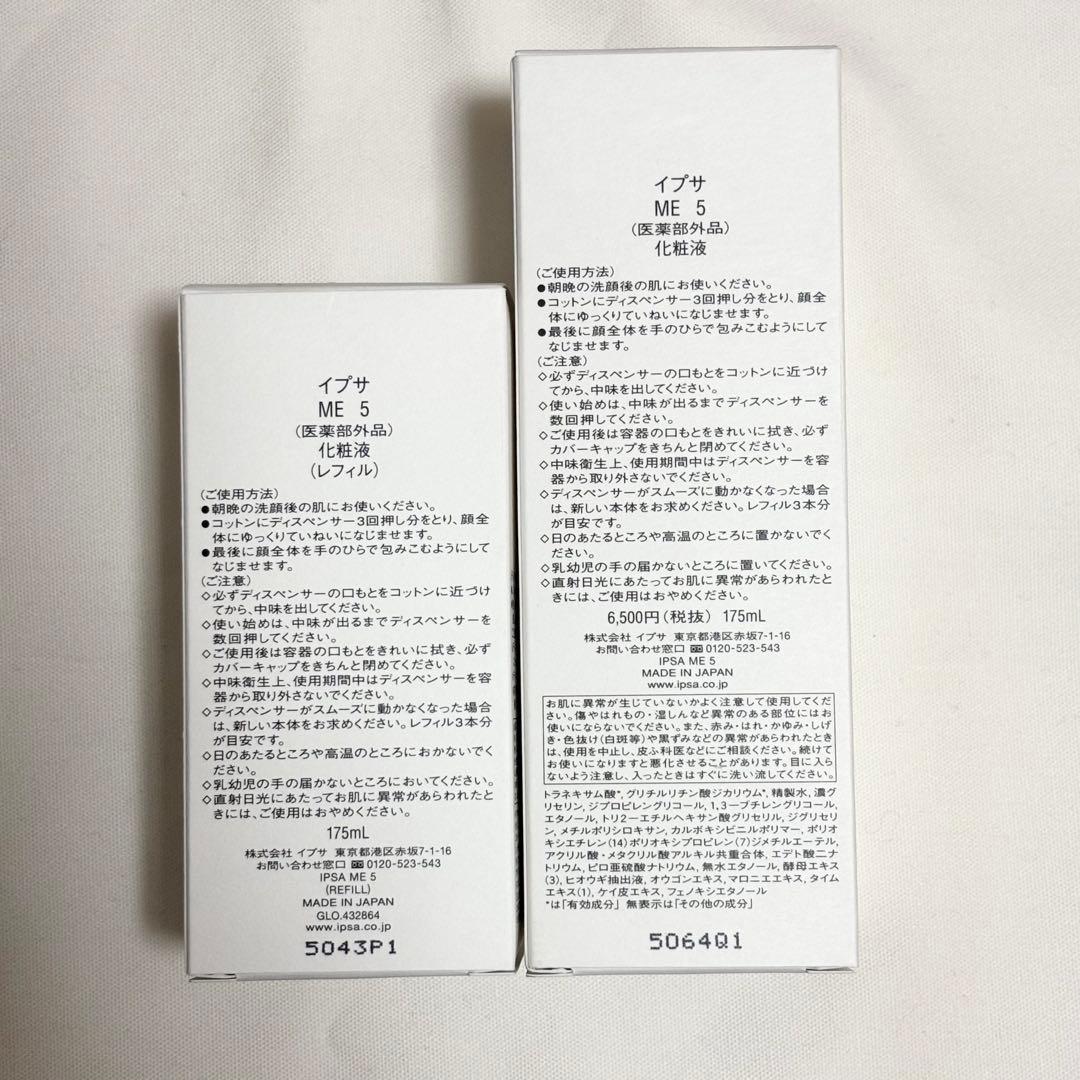 イプサ
ME 5
(医薬部外品)
化粧液
(レフィル)
(ご使用方法)
●朝晩の洗顔後の肌にお使いください。
●コットンにディスペンサー3回押し分をとり、顔全
体にゆっくりていねいになじませます。
●最後に顔全体を手のひらで包みこむようにして
なじませます。
(ご注意)
◇必ずディスペンサーの口もとをコットンに近づけ
てから、中味を出してください。
◇使い始めは、中味が出るまでディスペンサーを
数回押してください。
◇ご使用後は容器の口もとをきれいに拭き、必ず
カバーキャップをきちんと閉めてください。
◇中味衛生上、使用期間中はディスペンサーを容
器から取り外さないでください。
◇ディスペンサーがスムーズに動かなくなった場合
は、新しい本体をお求めください。レフィル3本分
が目安です。
◇日のあたるところや高温のところにおかないでく
ださい。
◇乳幼児の手の届かないところにおいてください。
◇直射日光にあたってお肌に異常があらわれたと
きには、ご使用はおやめください。
175mL
株式会社 イプサ 東京都港区赤坂7-1-16
お問い合わせ窓口 0120-523-543
IPSA ME 5
(REFILL)
MADE IN JAPAN
GLO.432864
www.ipsa.co.jp
5043P1
イプサ
ME 5
(医薬部外品)
化粧液
(ご使用方法)
●朝晩の洗顔後の肌にお使いください。
●コットンにディスペンサー3回押し分をとり、顔全
体にゆっくりていねいになじませます。
●最後に顔全体を手のひらで包みこむようにして
なじませます。
(ご注意)
◇必ずディスペンサーの口もとをコットンに近づけ
てから、中味を出してください。
◇使い始めは、中味が出るまでディスペンサーを
数回押してください。
◇ご使用後は容器の口もとをきれいに拭き、必ず
カバーキャップをきちんと閉めてください。
◇中味衛生上、使用期間中はディスペンサーを容
器から取り外さないでください。
◇ディスペンサーがスムーズに動かなくなった場合
は、新しい本体をお求めください。レフィル3本分
が目安です。
◇日のあたるところや高温のところに置かないでく
ださい。
◇乳幼児の手の届かないところに置いてください。
◇直射日光にあたってお肌に異常があらわれたと
きには、ご使用はおやめください。
6,500円(税抜) 175mL
株式会社 イプサ 東京都港区赤坂7-1-16
お問い合わせ窓口 0120-523-543
IPSA ME 5
MADE IN JAPAN
www.ipsa.co.jp
お肌に異常が生じていないかよく注意して使用してくだ
さい。傷やはれもの・湿しんなど異常のある部位にはお
使いにならないでください。また、赤み・はれ・かゆみ・しげ
き・色抜け(白斑等)や黒ずみなどの異常があらわれたとき
は、使用を中止し、皮ふ科医などにご相談ください。続けて
お使いになりますと悪化させることがあります。目に入ら
ないよう注意し、入ったときはすぐに洗い流してください。
トラネキサム酸*, グリチルリチン酸ジカリウム*, 精製水, 濃グ
リセリン, ジプロピレングリコール, 1,3ーブチレングリコール,
エタノール, トリ2ーエチルヘキサン酸グリセリル, ジグリセリ
ン, メチルポリシロキサン, カルボキシビニルポリマー, ポリオ
キシエチレン(14)ポリオキシプロピレン(7)ジメチルエーテル,
アクリル酸・メタクリル酸アルキル共重合体, エデト酸二ナ
トリウム, ピロ亜硫酸ナトリウム, 無水エタノール, 酵母エキス
(3), ヒオウギ抽出液, オウゴンエキス, マロニエエキス, タイム
エキス(1), ケイ皮エキス, フェノキシエタノール
*は「有効成分」 無表示は「その他の成分」
5064Q1